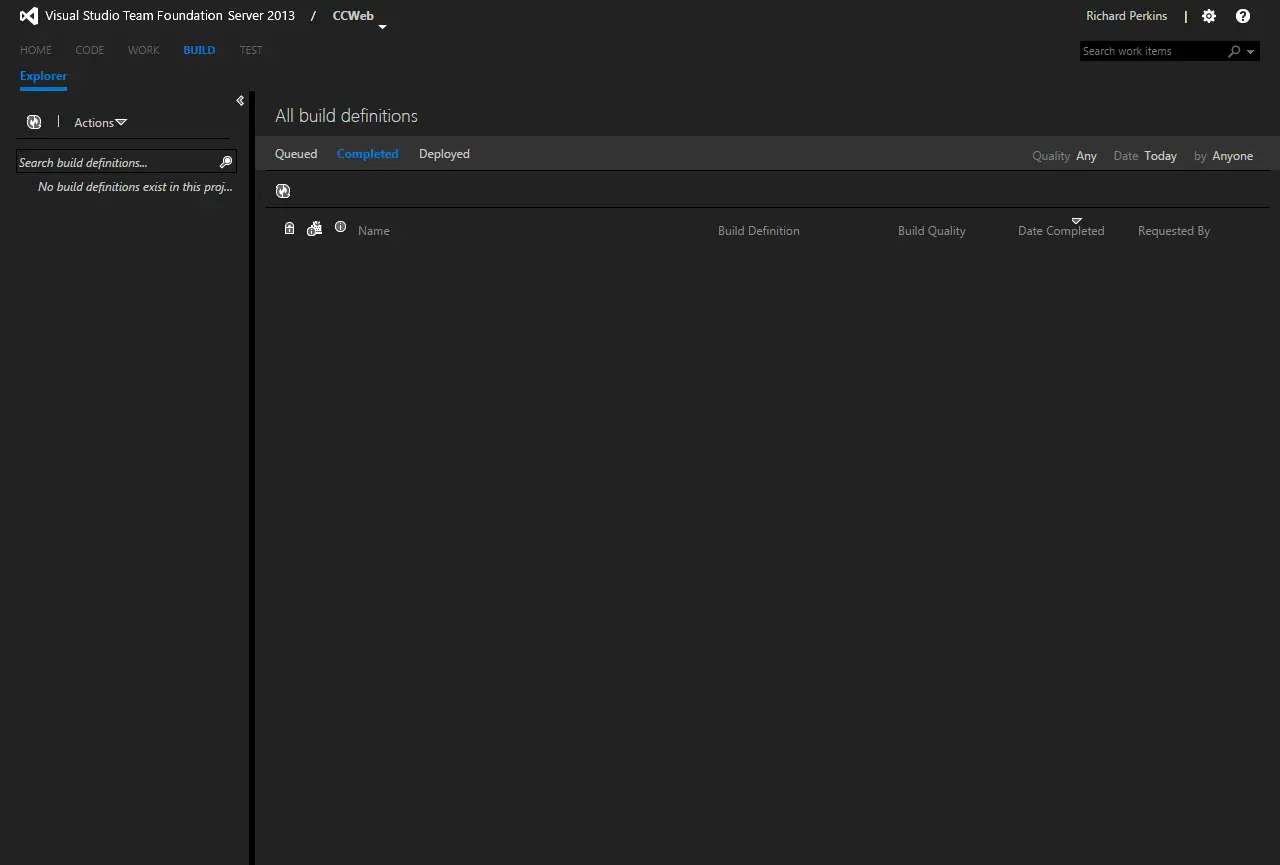 Visual Studio Team Foundation Server 2013 / CCWeb
Richard Perkins |
HOME CODE WORK BUILD TEST
Search work items
Explorer
| Actions
Search build definitions...
No build definitions exist in this proj...
All build definitions
Queued Completed Deployed
Quality Any Date Today by Anyone
Name Build Definition Build Quality Date Completed Requested By